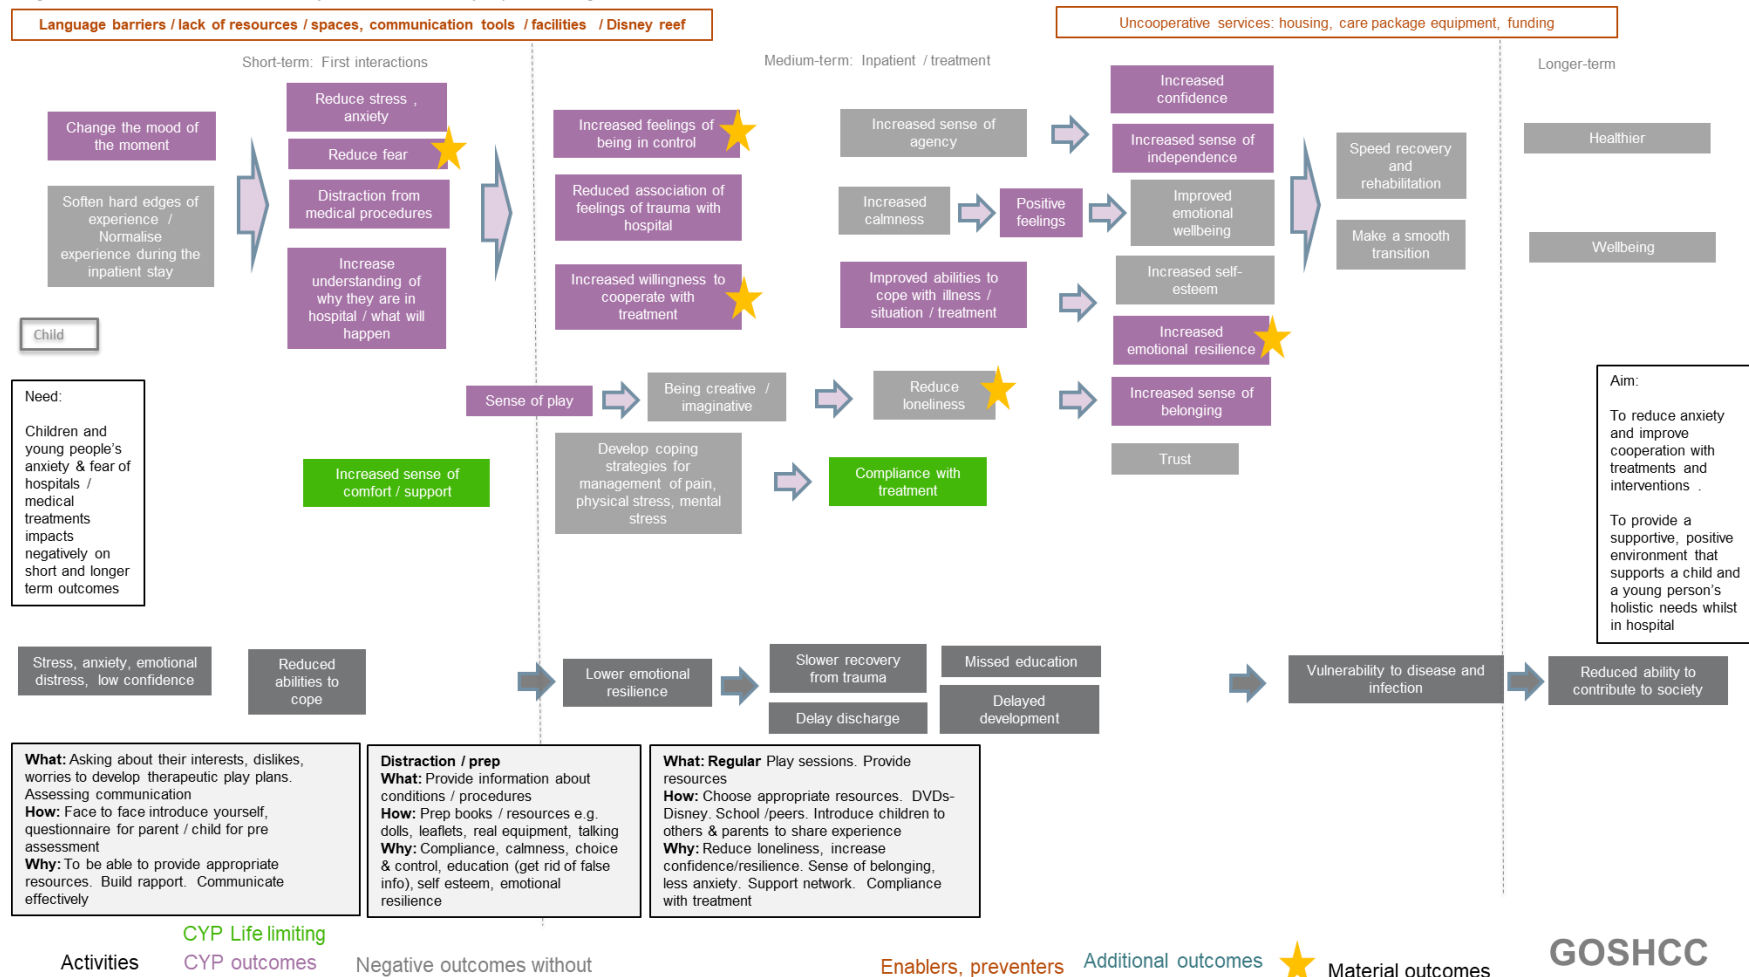 Language barriers / lack of resources / spaces, communication tools / facilities / Disney reef
Uncooperative services: housing, care package equipment, funding
Short-term: First interactions
Medium-term: Inpatient / treatment
Longer-term
Change the mood of
the moment
Soften hard edges of
experience /
Normalise
experience during the
inpatient stay
Reduce stress ,
anxiety
Reduce fear
Distraction from
medical procedures
Increase
understanding of
why they are in
hospital / what will
happen
Increased feelings of
being in control
Reduced association of
feelings of trauma with
hospital
Increased willingness to
cooperate with
treatment
Increased sense of
agency
Increased
calmness
Positive
feelings
Improved abilities to
cope with illness /
situation / treatment
Increased
confidence
Increased sense of
independence
Improved
emotional
wellbeing
Increased self-
esteem
Increased
emotional resilience
Speed recovery
and
rehabilitation
Make a smooth
transition
Healthier
Wellbeing
Child
Sense of play
Being creative /
imaginative
Reduce
loneliness
Increased sense of
belonging
Trust
Need:
Children and
young people's
anxiety & fear of
hospitals /
medical
treatments
impacts
negatively on
short and longer
term outcomes
Increased sense of
comfort / support
Develop coping
strategies for
management of pain,
physical stress, mental
stress
Compliance with
treatment
Aim:
To reduce anxiety
and improve
cooperation with
treatments and
interventions .
To provide a
supportive, positive
environment that
supports a child and
a young person's
holistic needs whilst
in hospital
Stress, anxiety, emotional
distress, low confidence
Reduced
abilities to
cope
Lower emotional
resilience
Slower recovery
from trauma
Delay discharge
Missed education
Delayed
development
Vulnerability to disease and
infection
Reduced ability to
contribute to society
What: Asking about their interests, dislikes,
worries to develop therapeutic play plans.
Assessing communication
How: Face to face introduce yourself,
questionnaire for parent / child for pre
assessment
Why: To be able to provide appropriate
resources. Build rapport. Communicate
effectively
Distraction / prep
What: Provide information about
conditions / procedures
How: Prep books / resources e.g.
dolls, leaflets, real equipment, talking
Why: Compliance, calmness, choice
& control, education (get rid of false
info), self esteem, emotional
resilience
What: Regular Play sessions. Provide
resources
How: Choose appropriate resources. DVDs-
Disney. School /peers. Introduce children to
others & parents to share experience
Why: Reduce loneliness, increase
confidence/resilience. Sense of belonging,
less anxiety. Support network. Compliance
with treatment
CYP Life limiting
Activities
CYP outcomes
Negative outcomes without
Enablers, preventers
Additional outcomes
Material outcomes
GOSHCC